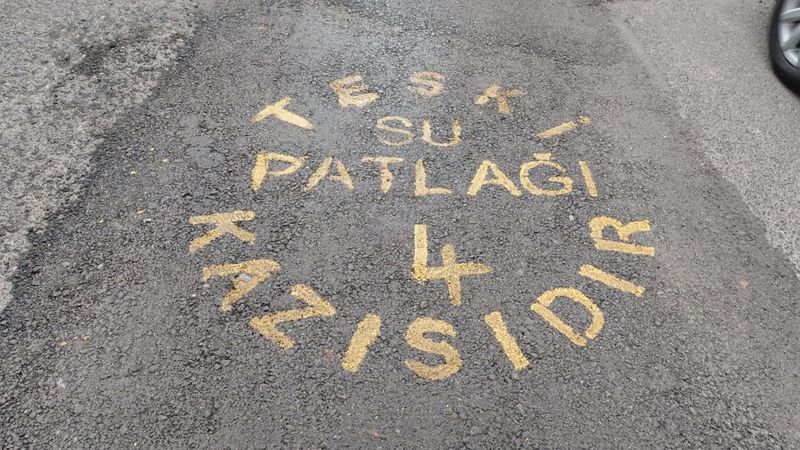 TESKİ
SU
PATLAĞI
4
KAZISIDIR